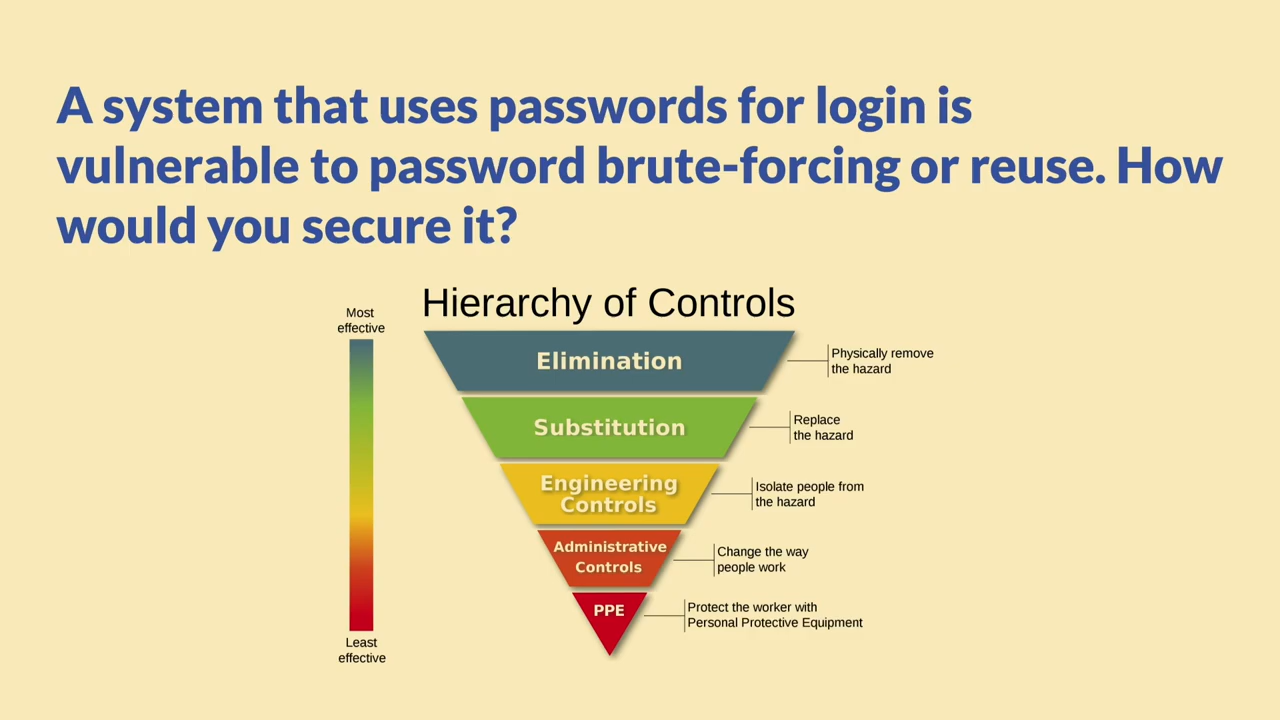 A system that uses passwords for login is
vulnerable to password brute-forcing or reuse. How
would you secure it?
Hierarchy of Controls
Most
effective
Elimination
Physically remove
the hazard
Substitution
Replace
the hazard
Engineering
Controls
Isolate people from
the hazard
Administrative
Controls
Change the way
people work
PPE
Protect the worker with
Personal Protective Equipment
Least
effective